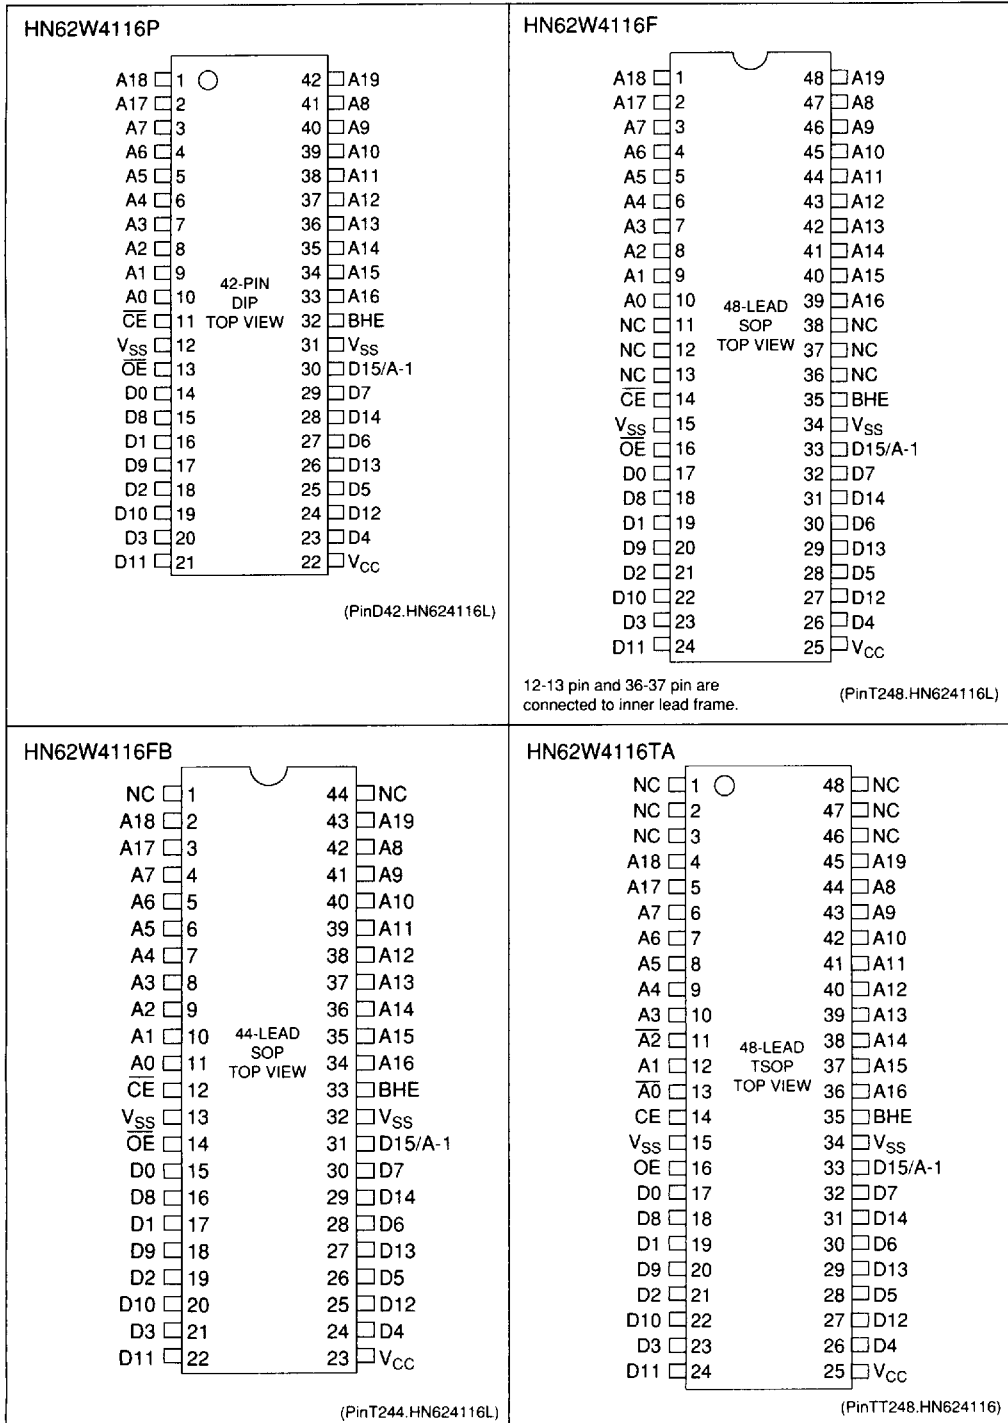 HN62W4116P
A18 1 42 A19
A17 2 41 A8
A7 3 40 A9
A6 4 39 A10
A5 5 38 A11
A4 6 37 A12
A3 7 36 A13
A2 8 35 A14
A1 9 34 A15
A0 10 33 A16
C̅E̅ 11 32 BHE
VSS 12 31 VSS
O̅E̅ 13 30 D15/A-1
D0 14 29 D7
D8 15 28 D14
D1 16 27 D6
D9 17 26 D13
D2 18 25 D5
D10 19 24 D12
D3 20 23 D4
D11 21 22 VCC
42-PIN
DIP
TOP VIEW
(PinD42.HN624116L)
HN62W4116F
A18 1 48 A19
A17 2 47 A8
A7 3 46 A9
A6 4 45 A10
A5 5 44 A11
A4 6 43 A12
A3 7 42 A13
A2 8 41 A14
A1 9 40 A15
A0 10 39 A16
NC 11 38 NC
NC 12 37 NC
NC 13 36 NC
C̅E̅ 14 35 BHE
VSS 15 34 VSS
O̅E̅ 16 33 D15/A-1
D0 17 32 D7
D8 18 31 D14
D1 19 30 D6
D9 20 29 D13
D2 21 28 D5
D10 22 27 D12
D3 23 26 D4
D11 24 25 VCC
48-LEAD
SOP
TOP VIEW
12-13 pin and 36-37 pin are
connected to inner lead frame.
(PinT248.HN624116L)
HN62W4116FB
NC 1 44 NC
A18 2 43 A19
A17 3 42 A8
A7 4 41 A9
A6 5 40 A10
A5 6 39 A11
A4 7 38 A12
A3 8 37 A13
A2 9 36 A14
A1 10 35 A15
A0 11 34 A16
C̅E̅ 12 33 BHE
VSS 13 32 VSS
O̅E̅ 14 31 D15/A-1
D0 15 30 D7
D8 16 29 D14
D1 17 28 D6
D9 18 27 D13
D2 19 26 D5
D10 20 25 D12
D3 21 24 D4
D11 22 23 VCC
44-LEAD
SOP
TOP VIEW
(PinT244.HN624116L)
HN62W4116TA
NC 1 48 NC
NC 2 47 NC
NC 3 46 NC
A18 4 45 A19
A17 5 44 A8
A7 6 43 A9
A6 7 42 A10
A5 8 41 A11
A4 9 40 A12
A3 10 39 A13
A̅2̅ 11 38 A14
A1 12 37 A15
A̅0̅ 13 36 A16
CE 14 35 BHE
VSS 15 34 VSS
OE 16 33 D15/A-1
D0 17 32 D7
D8 18 31 D14
D1 19 30 D6
D9 20 29 D13
D2 21 28 D5
D10 22 27 D12
D3 23 26 D4
D11 24 25 VCC
48-LEAD
TSOP
TOP VIEW
(PinTT248.HN624116)